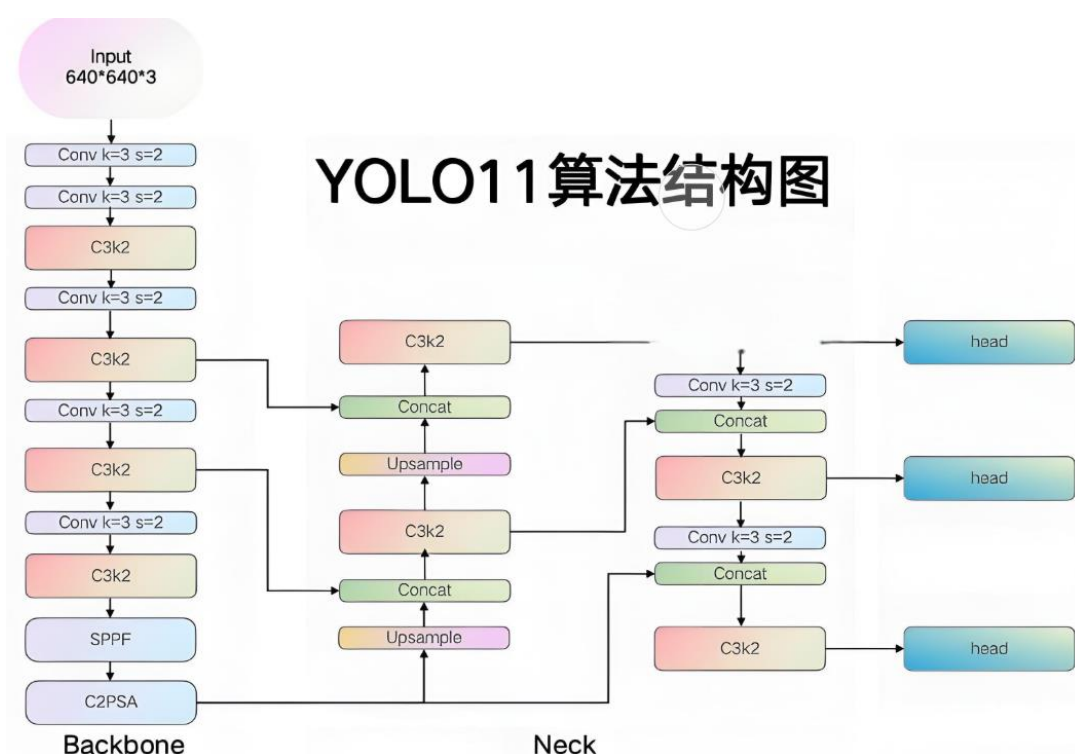 Input
640*640*3
Conv k=3 s=2
Conv k=3 s=2
C3k2
Conv k=3 s=2
C3k2
Conv k=3 s=2
C3k2
Conv k=3 s=2
C3k2
SPPF
C2PSA
Backbone
YOLO11算法结构图
C3k2
Concat
Upsample
C3k2
Concat
Upsample
Neck
Conv k=3 s=2
Concat
C3k2
Conv k=3 s=2
Concat
C3k2
head
head
head